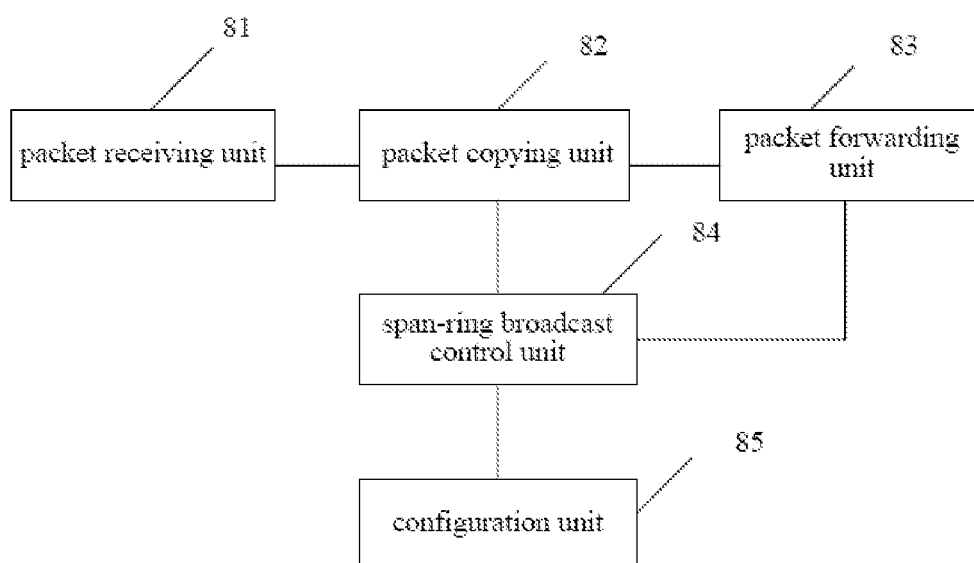 81
82
83
packet receiving unit
packet copying unit
packet forwarding
unit
84
span-ring broadcast
control unit
85
configuration unit